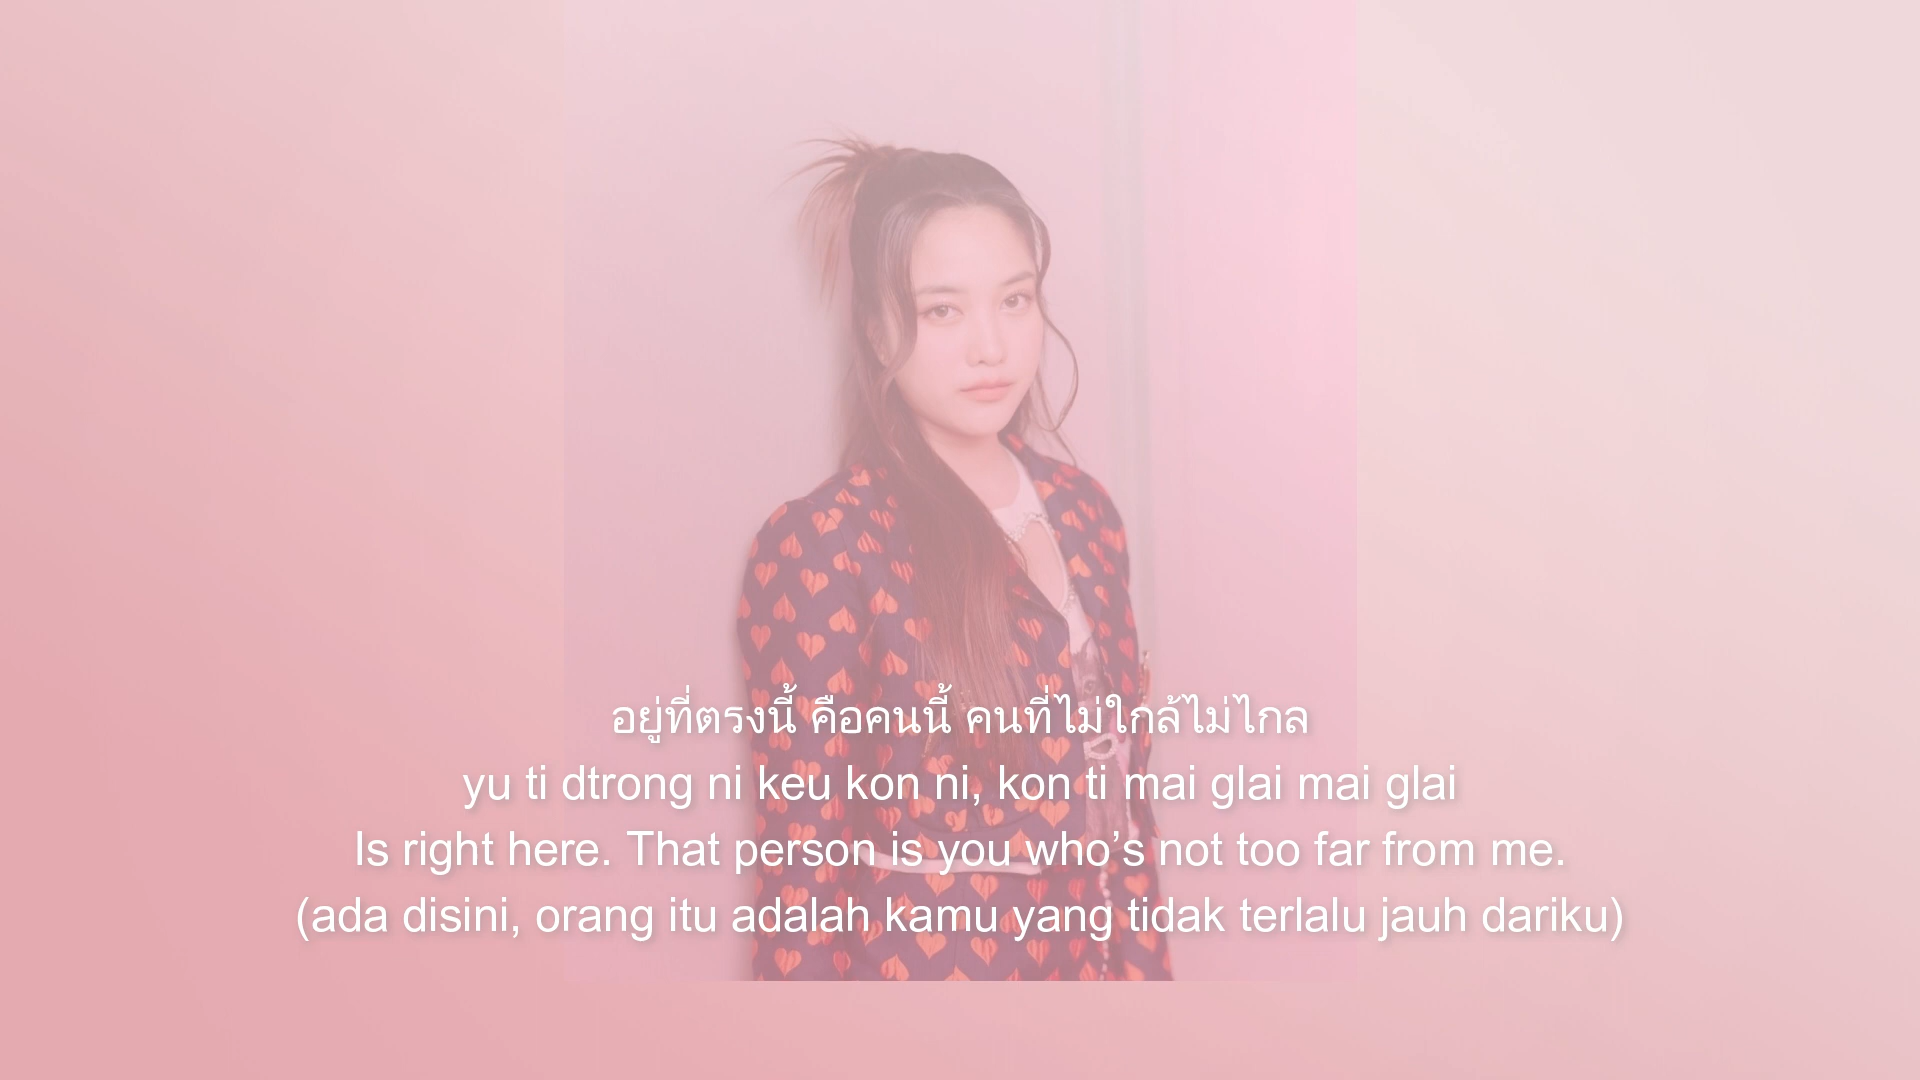 อยู่ที่ตรงนี้ คือคนนี้ คนที่ไม่ใกล้ไม่ไกล
yu ti dtrong ni keu kon ni, kon ti mai glai mai glai
Is right here. That person is you who’s not too far from me.
(ada disini, orang itu adalah kamu yang tidak terlalu jauh dariku)